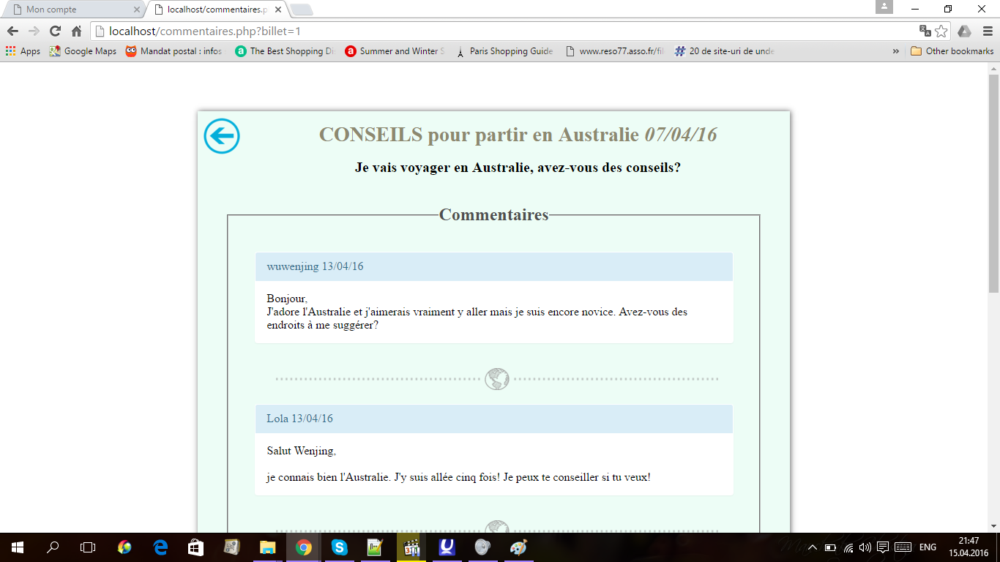 Mon compte
localhost/commentaires.p
localhost/commentaires.php?billet=1
Apps
Google Maps
Mandat postal : infos
The Best Shopping Di
Summer and Winter S
Paris Shopping Guide
www.reso77.asso.fr/fil
20 de site-uri de unde
»
Other bookmarks
CONSEILS pour partir en Australie 07/04/16
Je vais voyager en Australie, avez-vous des conseils?
Commentaires
wuwenjing 13/04/16
Bonjour,
J'adore l'Australie et j'aimerais vraiment y aller mais je suis encore novice. Avez-vous des
endroits à me suggérer?
Lola 13/04/16
Salut Wenjing,
je connais bien l'Australie. J'y suis allée cinq fois! Je peux te conseiller si tu veux!
ENG
21:47
15.04.2016